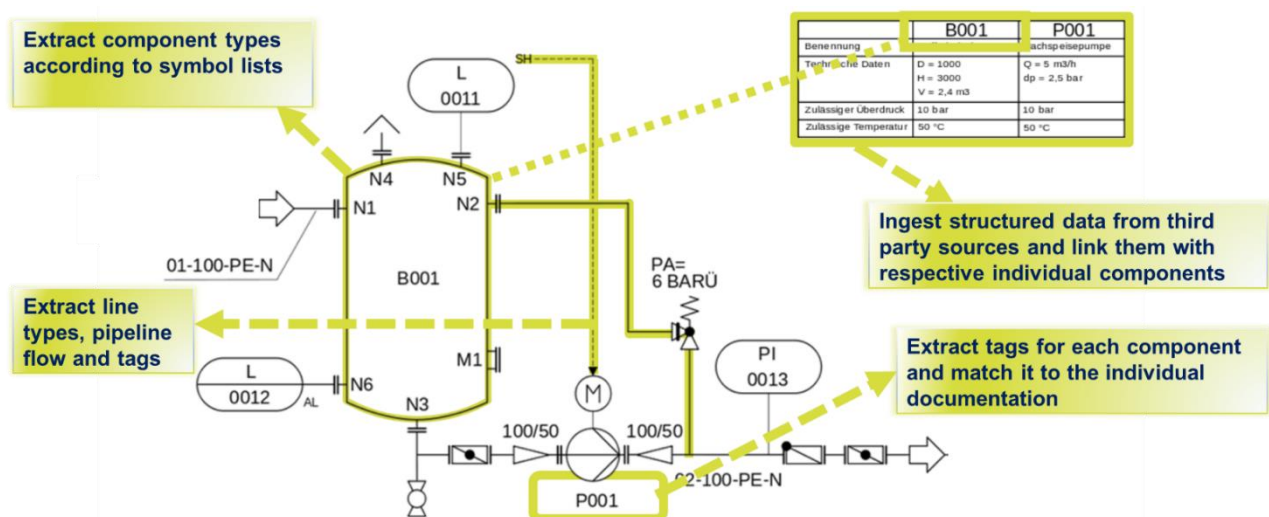 Extract component types
according to symbol lists
L
0011
SH
B001 P001
Benennung
Technische Daten
D = 1000
H = 3000
V = 2,4 m3
Q = 5 m3/h
dp = 2,5 bar
Zulässiger Überdruck 10 bar 10 bar
Zulässige Temperatur 50 °C 50 °C
N4 N5
N1
N2
01-100-PE-N
B001
PA=
6 BARÜ
Ingest structured data from third
party sources and link them with
respective individual components
Extract line
types, pipeline
flow and tags
L
0012
AL
N6
M1
N3
M
PI
0013
Extract tags for each component
and match it to the individual
documentation
100/50 100/50
02-100-PE-N
P001